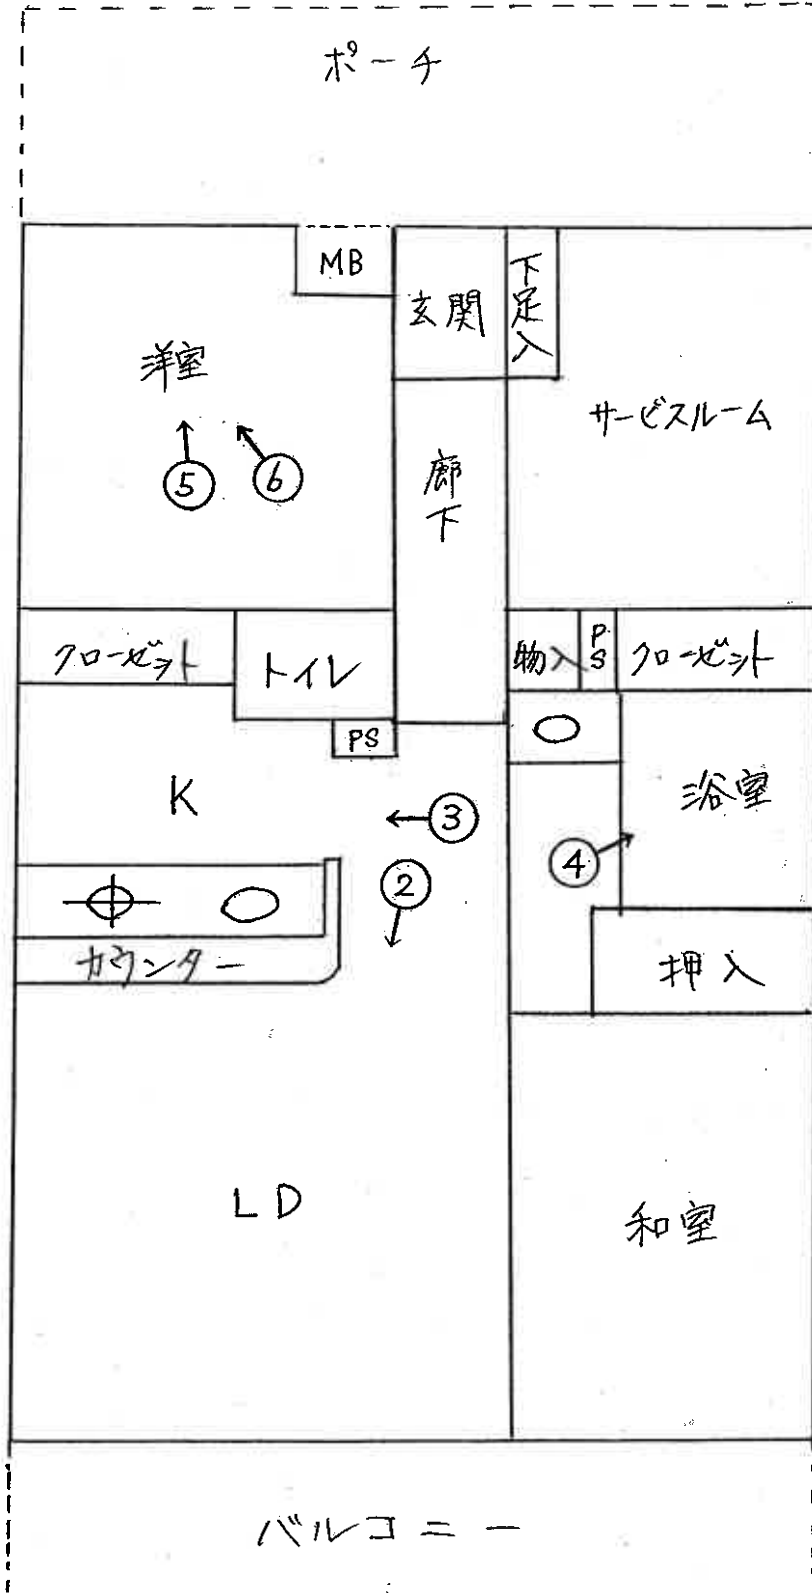 ポーチ
MB
玄関
下足入
洋室
サービスルーム
⑤
⑥
廊下
クローゼット
トイレ
物入
PS
クローゼット
PS
K
浴室
③
④
②
カウンター
押入
LD
和室
バルコニー